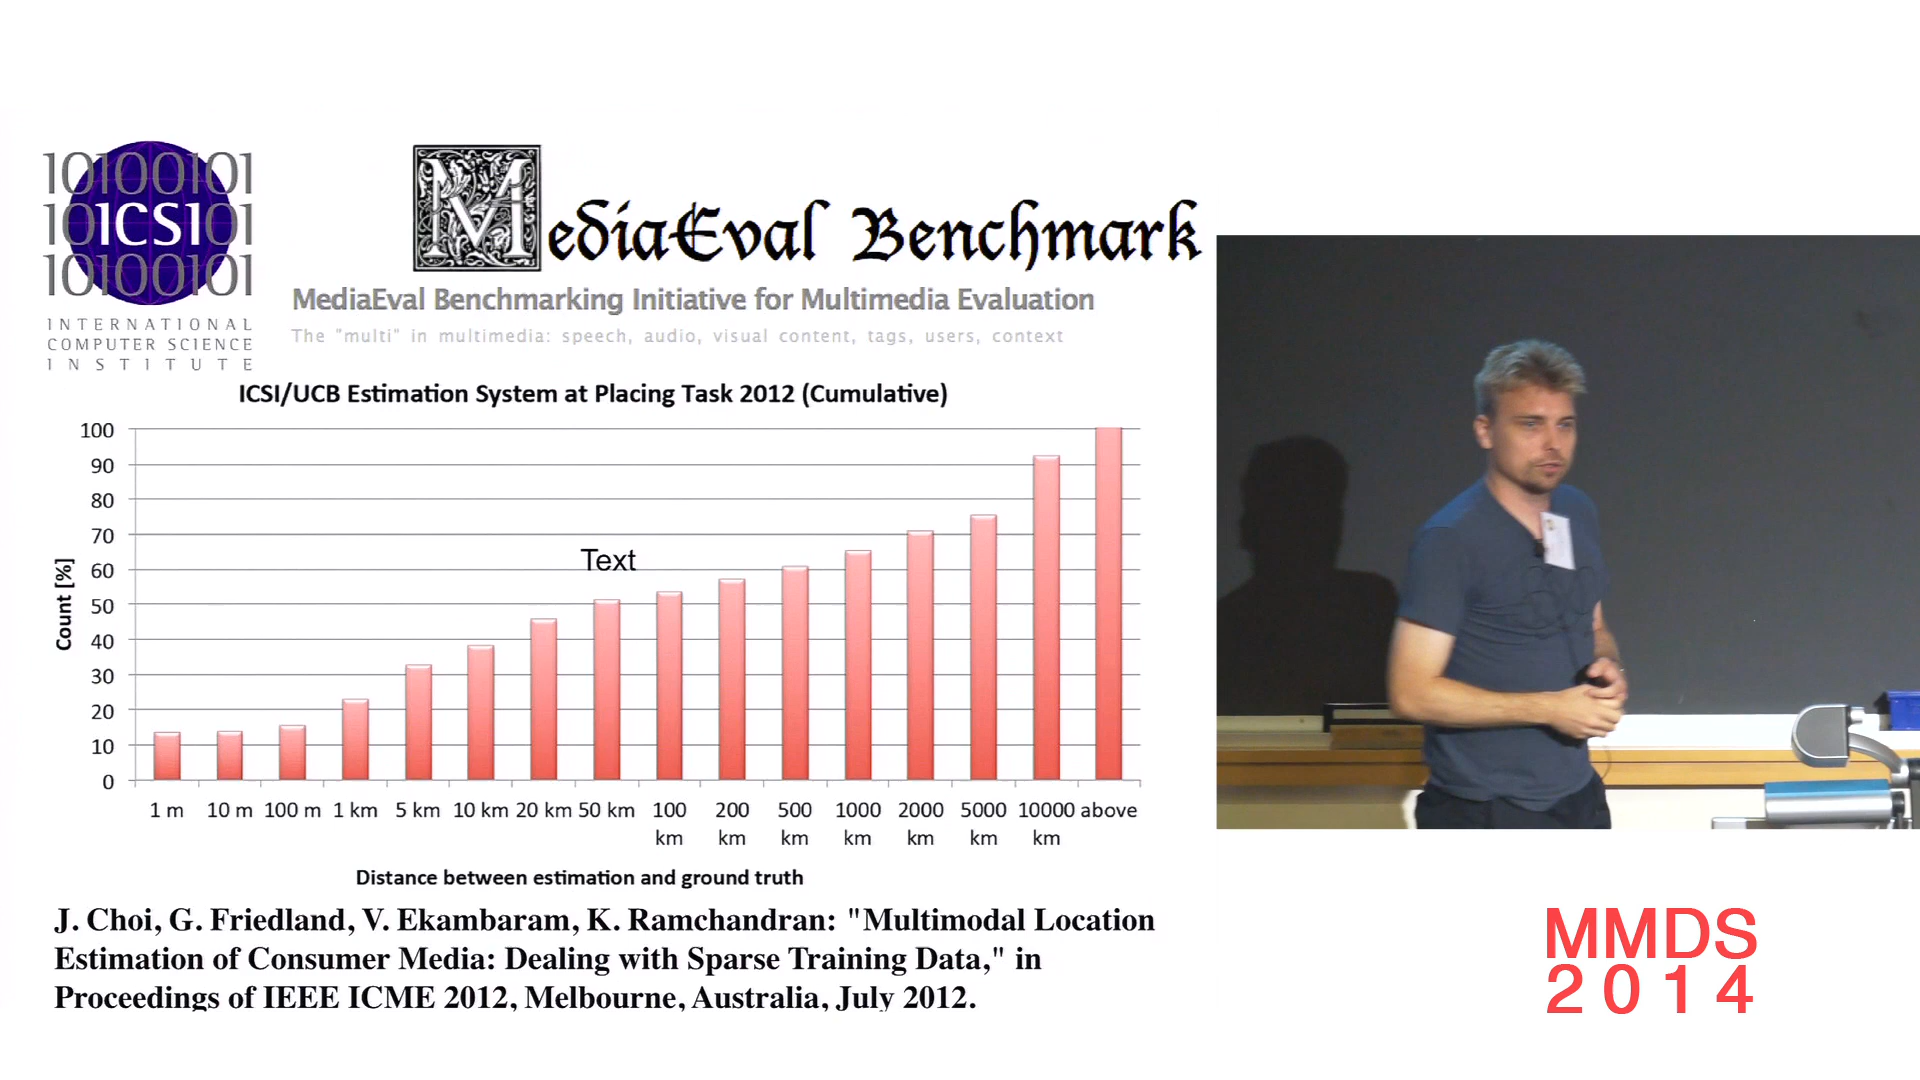 10100101
10ICSI01
10100101
INTERNATIONAL
COMPUTER SCIENCE
INSTITUTE
MediaEval Benchmark
MediaEval Benchmarking Initiative for Multimedia Evaluation
The "multi" in multimedia: speech, audio, visual content, tags, users, context
ICSI/UCB Estimation System at Placing Task 2012 (Cumulative)
Count [%]
100
90
80
70
60
50
40
30
20
10
0
Text
1 m 10 m 100 m 1 km 5 km 10 km 20 km 50 km 100 km 200 km 500 km 1000 km 2000 km 5000 km 10000 km above
Distance between estimation and ground truth
J. Choi, G. Friedland, V. Ekambaram, K. Ramchandran: "Multimodal Location
Estimation of Consumer Media: Dealing with Sparse Training Data," in
Proceedings of IEEE ICME 2012, Melbourne, Australia, July 2012.
MMDS
2014